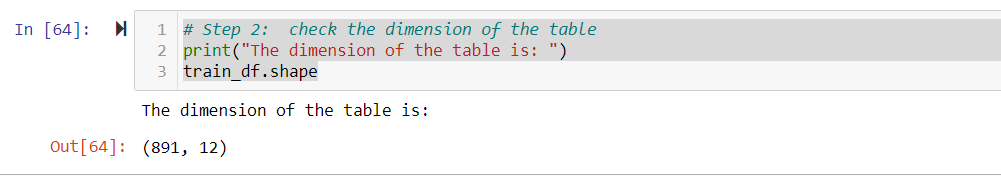 In [64]:
1 # Step 2:  check the dimension of the table
2 print("The dimension of the table is: ")
3 train_df.shape
The dimension of the table is:
Out[64]: (891, 12)